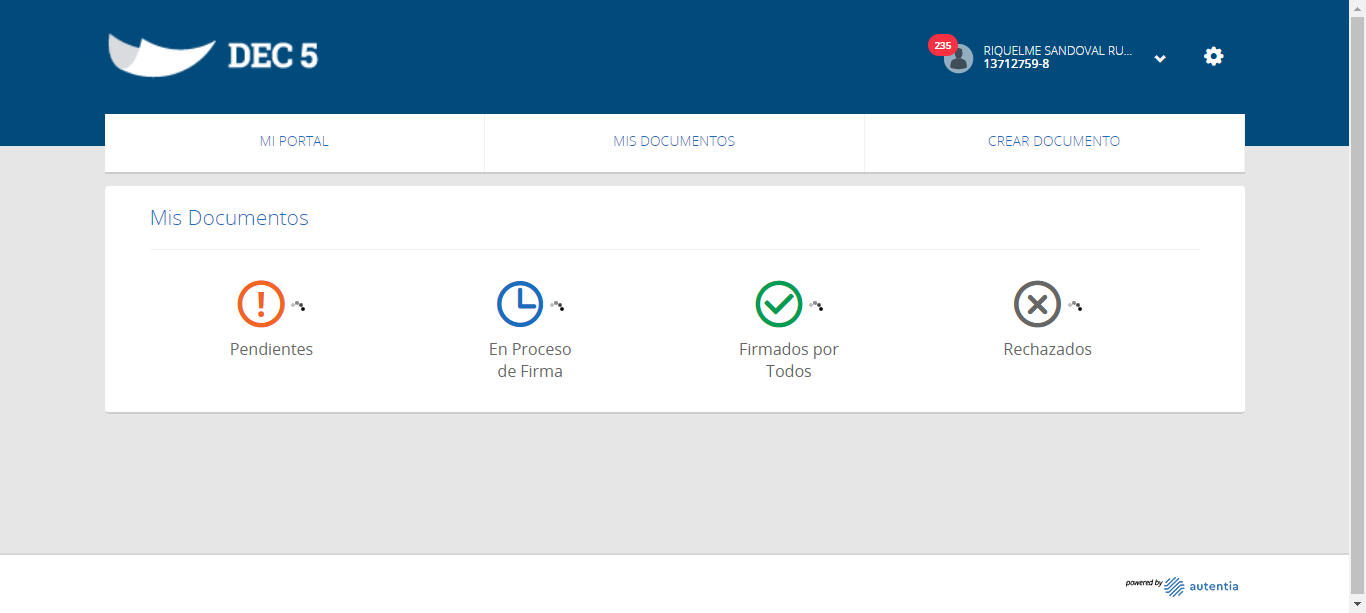 DEC 5
235
RIQUELME SANDOVAL RU...
13712759-8
MI PORTAL
MIS DOCUMENTOS
CREAR DOCUMENTO
Mis Documentos
Pendientes
En Proceso
de Firma
Firmados por
Todos
Rechazados
powered by autentia